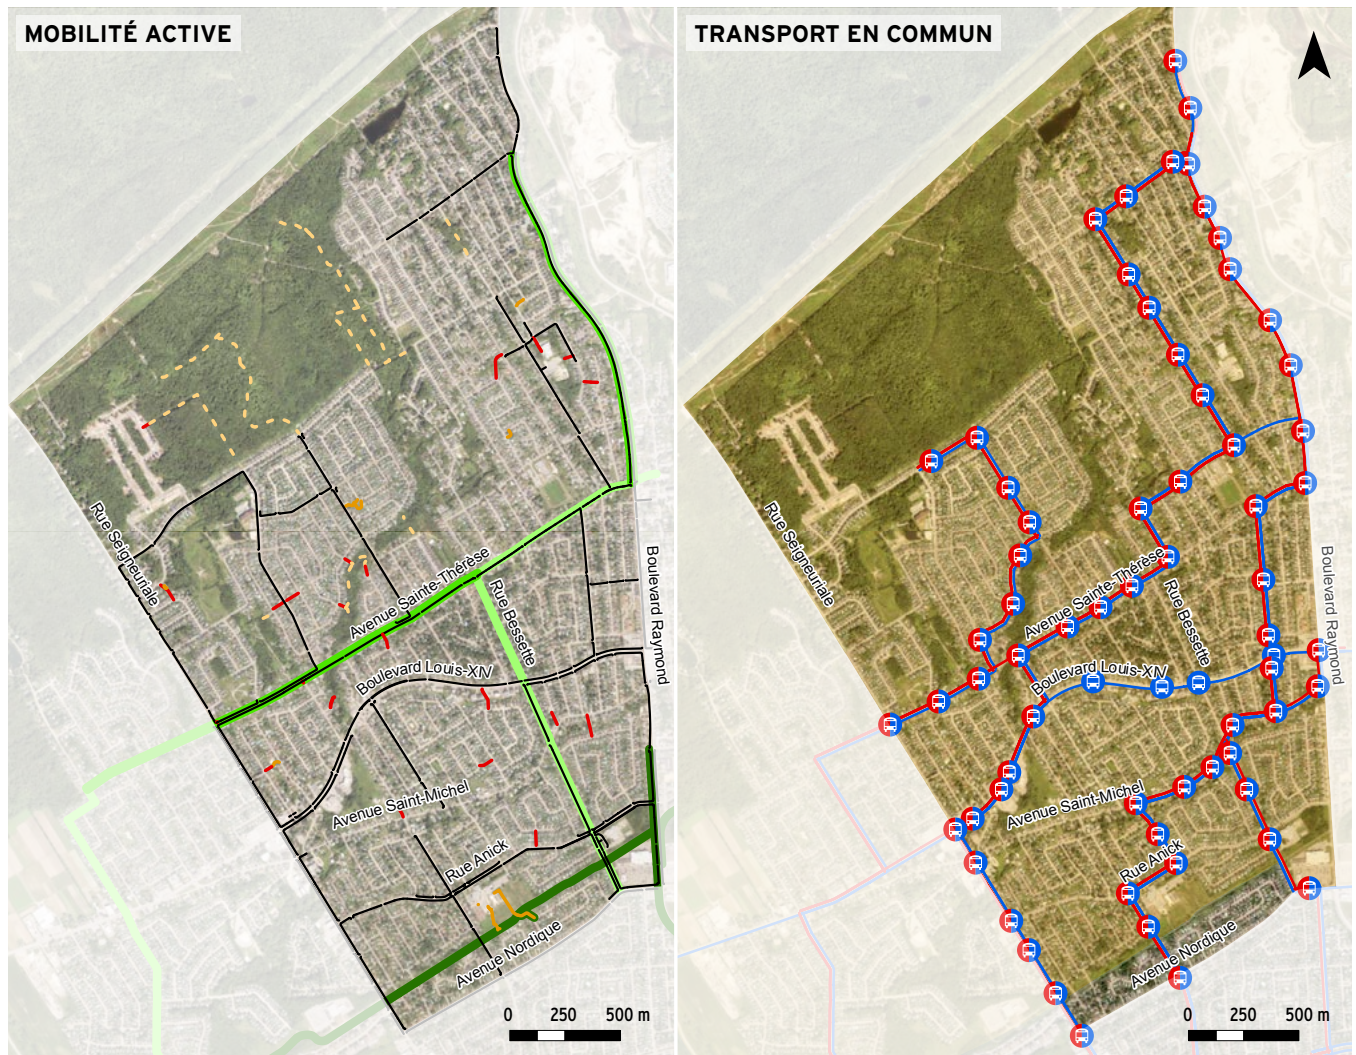 MOBILITÉ ACTIVE
Rue Seigneuriale
Avenue Sainte-Thérèse
Rue Bessette
Boulevard Raymond
Boulevard Louis-XN
Avenue Saint-Michel
Rue Anick
Avenue Nordique
0 250 500 m
TRANSPORT EN COMMUN
Rue Seigneuriale
Avenue Sainte-Thérèse
Rue Bessette
Boulevard Raymond
Boulevard Louis-XN
Avenue Saint-Michel
Rue Anick
Avenue Nordique
0 250 500 m